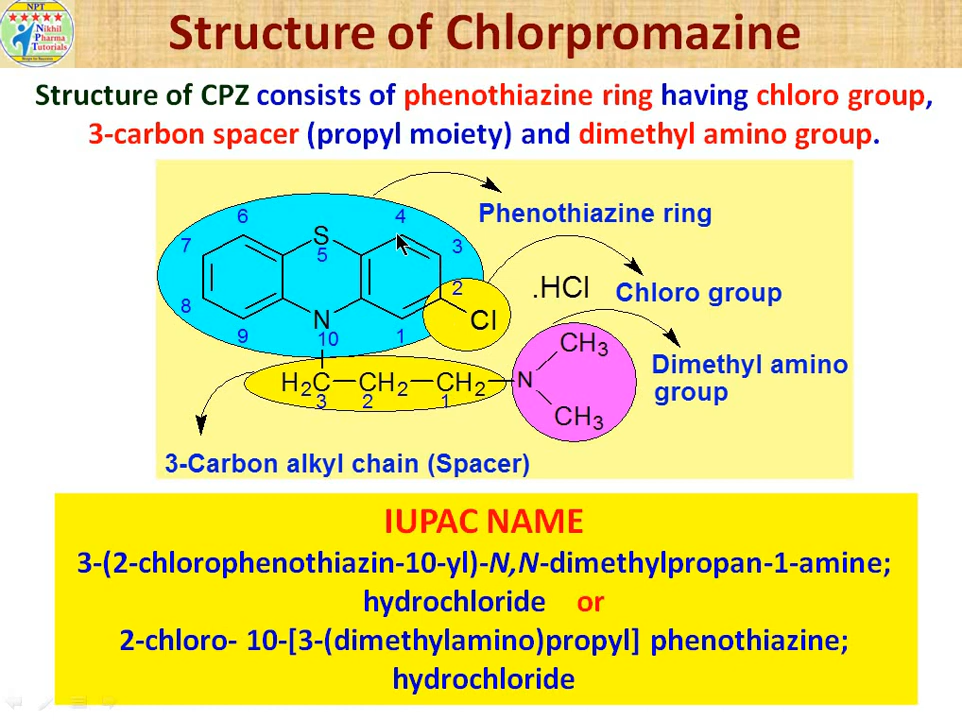 NPT
Nikhil
Pharma
Tutorials
Structure of Chlorpromazine
Structure of CPZ consists of phenothiazine ring having chloro group,
3-carbon spacer (propyl moiety) and dimethyl amino group.
6
4
Phenothiazine ring
7
S
3
5
2
.HCl
Chloro group
8
Cl
N
9
10
1
CH3
Dimethyl amino
group
H2C—CH2—CH2—N
3
2
1
CH3
3-Carbon alkyl chain (Spacer)
IUPAC NAME
3-(2-chlorophenothiazin-10-yl)-N,N-dimethylpropan-1-amine;
hydrochloride or
2-chloro- 10-[3-(dimethylamino)propyl] phenothiazine;
hydrochloride